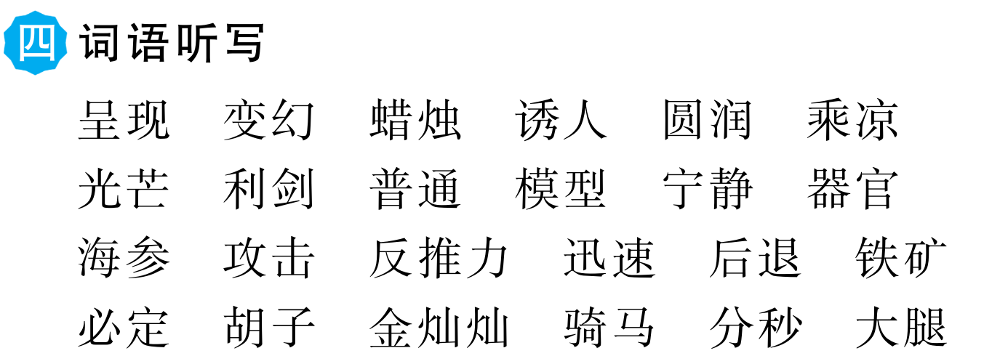 四 词语听写
呈现 变幻 蜡烛 诱人 圆润 乘凉
光芒 利剑 普通 模型 宁静 器官
海参 攻击 反推力 迅速 后退 铁矿
必定 胡子 金灿灿 骑马 分秒 大腿